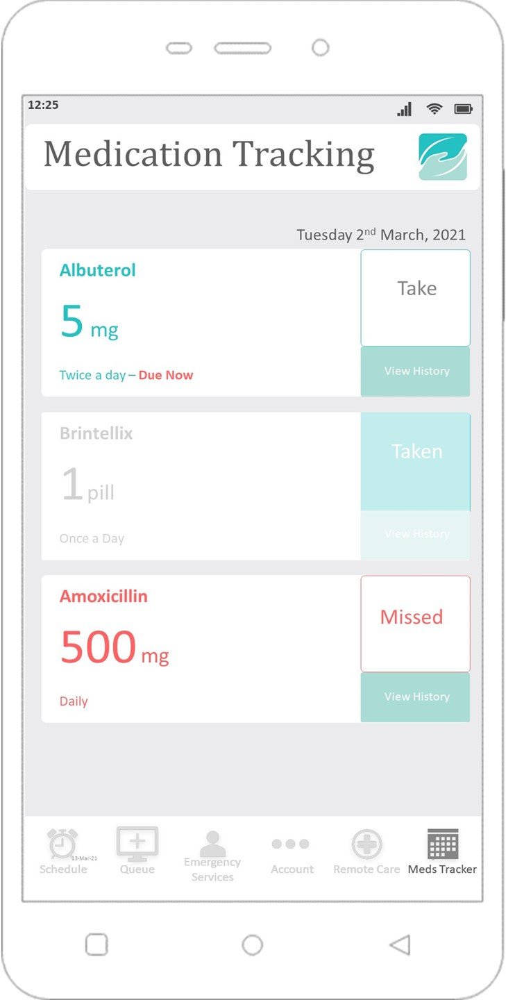 12:25
Medication Tracking
Tuesday 2nd March, 2021
Albuterol
Take
5 mg
Twice a day – Due Now
View History
Brintellix
Taken
1 pill
Once a Day
View History
Amoxicillin
Missed
500 mg
Daily
View History
13-Mar-21
Schedule
Queue
Emergency
Services
Account
Remote Care
Meds Tracker